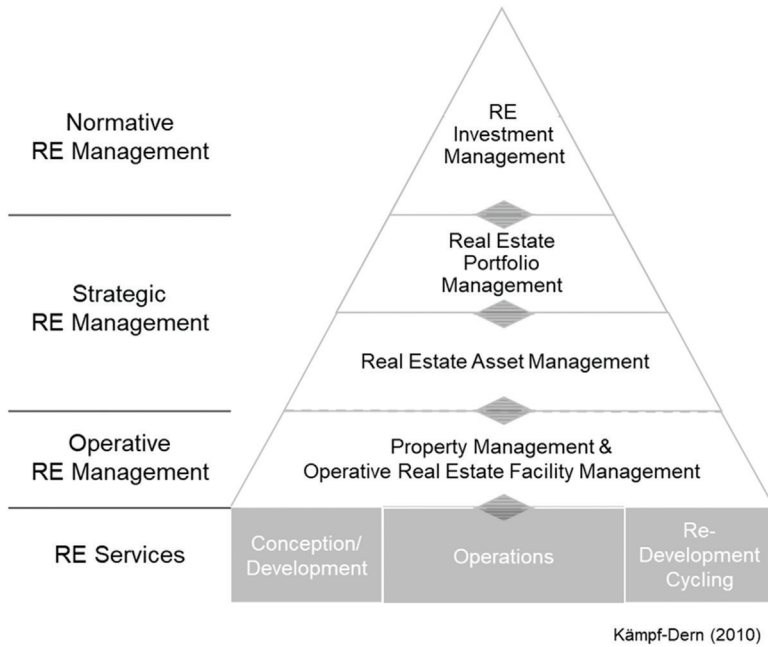 Normative
RE Management
RE
Investment
Management
Strategic
RE Management
Real Estate
Portfolio
Management
Real Estate Asset Management
Operative
RE Management
Property Management &
Operative Real Estate Facility Management
RE Services
Conception/
Development
Operations
Re-
Development
Cycling
Kämpf-Dern (2010)